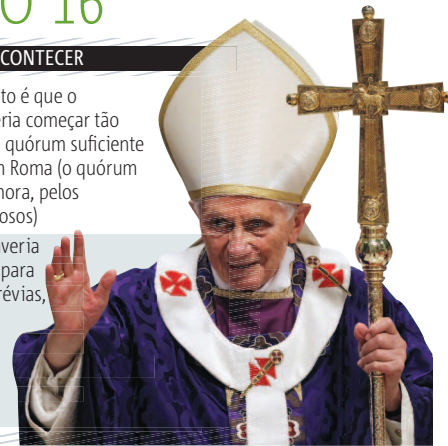 O 16
CONTECER
to é que o
ria começar tão
quórum suficiente
Roma (o quórum
hora, pelos
osos)
veria
para
révias,